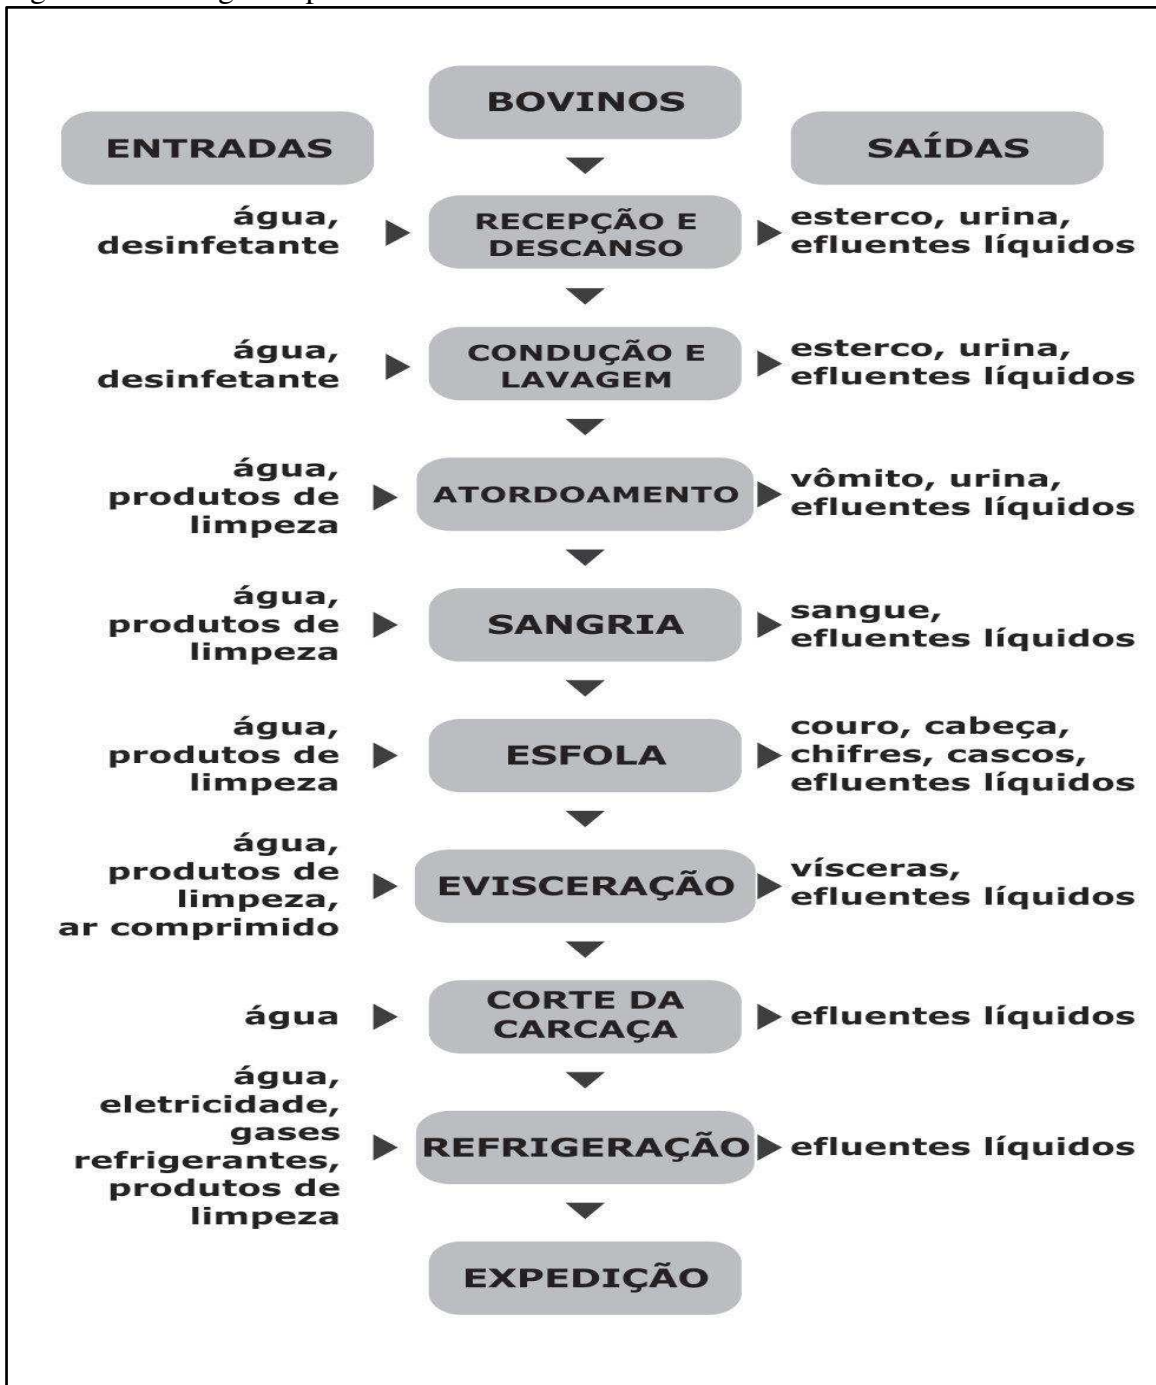 BOVINOS
ENTRADAS
SAÍDAS
água,
desinfetante
RECEPÇÃO E
DESCANSO
esterco, urina,
efluentes líquidos
água,
desinfetante
CONDUÇÃO E
LAVAGEM
esterco, urina,
efluentes líquidos
água,
produtos de
limpeza
ATORDOAMENTO
vômito, urina,
efluentes líquidos
água,
produtos de
limpeza
SANGRIA
sangue,
efluentes líquidos
água,
produtos de
limpeza
ESFOLA
couro, cabeça,
chifres, cascos,
efluentes líquidos
água,
produtos de
limpeza,
ar comprimido
EVISCERAÇÃO
vísceras,
efluentes líquidos
água
CORTE DA
CARCAÇA
efluentes líquidos
água,
eletricidade,
gases
refrigerantes,
produtos de
limpeza
REFRIGERAÇÃO
efluentes líquidos
EXPEDIÇÃO